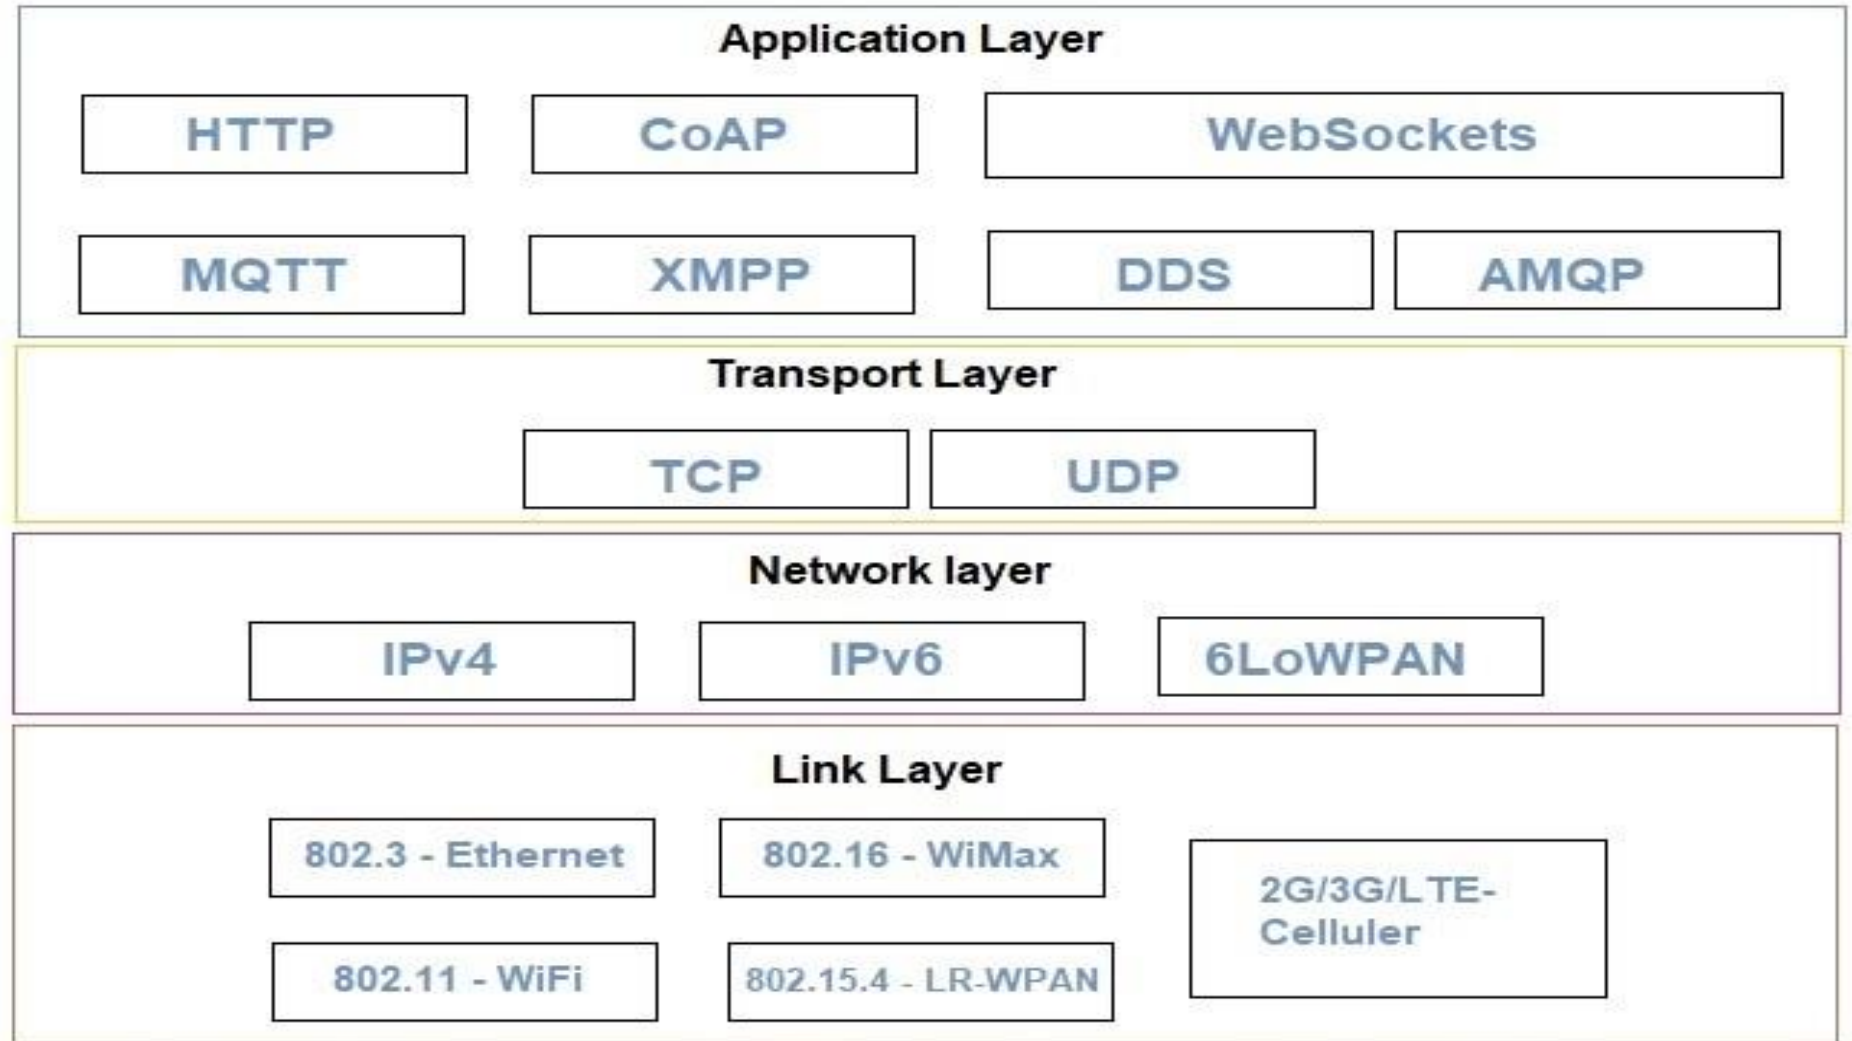 Application Layer
HTTP
CoAP
WebSockets
MQTT
XMPP
DDS
AMQP
Transport Layer
TCP
UDP
Network layer
IPv4
IPv6
6LoWPAN
Link Layer
802.3 - Ethernet
802.16 - WiMax
2G/3G/LTE-
Celluler
802.11 - WiFi
802.15.4 - LR-WPAN